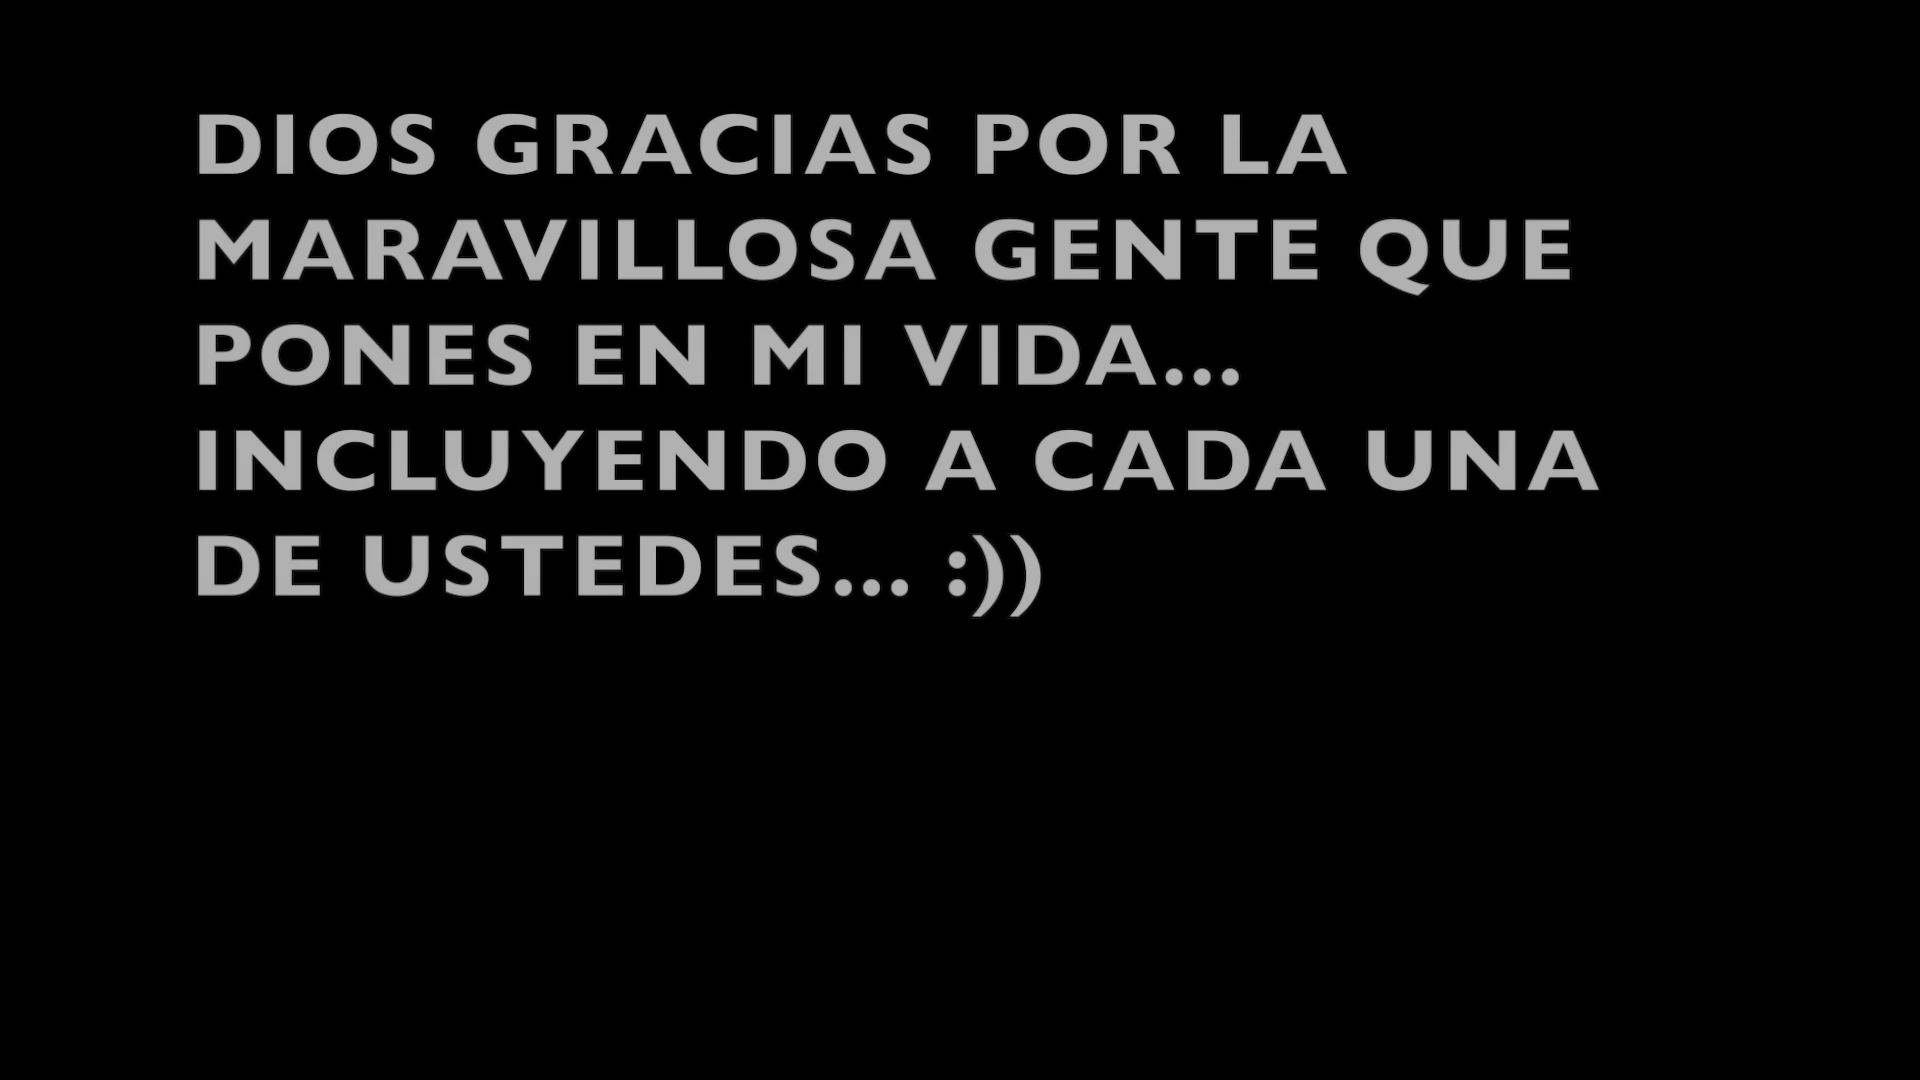 DIOS GRACIAS POR LA
MARAVILLOSA GENTE QUE
PONES EN MI VIDA...
INCLUYENDO A CADA UNA
DE USTEDES... :))